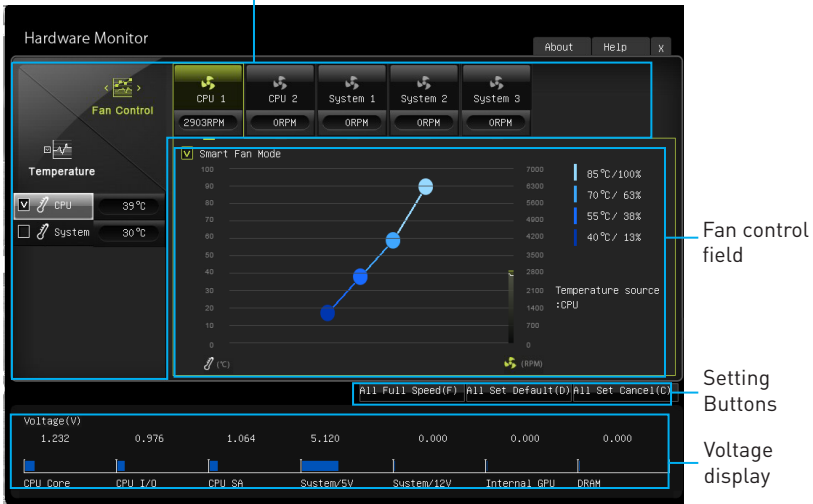 Hardware Monitor
About Help X
Fan Control
CPU 1 CPU 2 System 1 System 2 System 3
2903RPM 0RPM 0RPM 0RPM 0RPM
Temperature
CPU 39°C
System 30°C
Smart Fan Mode
100 7000
90 6300
80 5600
70 4900
60 4200
50 3500
40 2800
30 2100
20 1400
10 700
0 0
(°C) (RPM)
85°C/100%
70°C/ 63%
55°C/ 38%
40°C/ 13%
Temperature source
:CPU
Fan control
field
All Full Speed(F) All Set Default(D) All Set Cancel(C)
Setting
Buttons
Voltage(V)
1.232 0.976 1.064 5.120 0.000 0.000 0.000
CPU Core CPU I/O CPU SA System/5V System/12V Internal GPU DRAM
Voltage
display